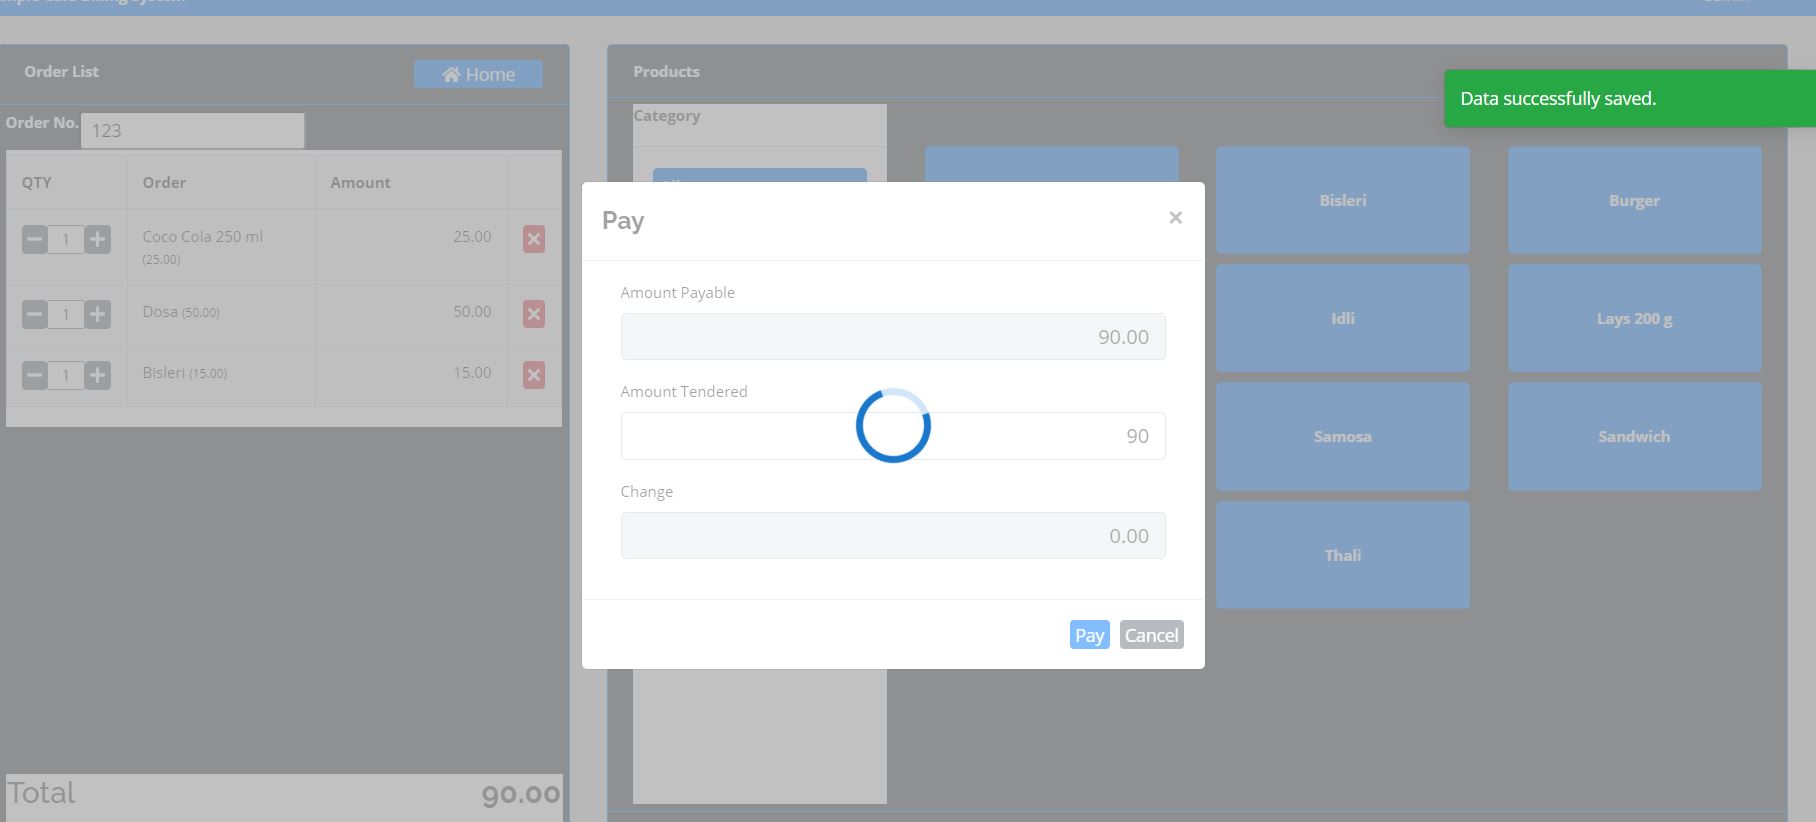 admin
Order List
Home
Order No. 123
QTY Order Amount
1 Coco Cola 250 ml 25.00
(25.00)
1 Dosa (50.00) 50.00
1 Bisleri (15.00) 15.00
Total 90.00
Products
Category
Data successfully saved.
Bisleri Burger
Idli Lays 200 g
Samosa Sandwich
Thali
Pay ×
Amount Payable
90.00
Amount Tendered
90
Change
0.00
Pay Cancel